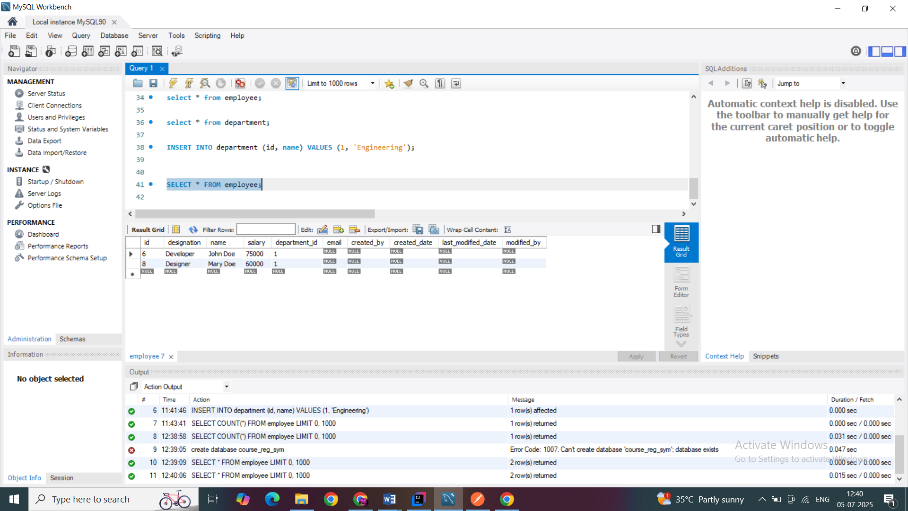 MySQL Workbench
Local instance MySQL90
File Edit View Query Database Server Tools Scripting Help
Navigator
MANAGEMENT
Server Status
Client Connections
Users and Privileges
Status and System Variables
Data Export
Data Import/Restore
INSTANCE
Startup / Shutdown
Server Logs
Options File
PERFORMANCE
Dashboard
Performance Reports
Performance Schema Setup
Administration Schemas
Information
No object selected
Object Info Session
Query 1
Limit to 1000 rows
34 select * from employee;
35
36 select * from department;
37
38 INSERT INTO department (id, name) VALUES (1, 'Engineering');
39
40
41 SELECT * FROM employee;
42
Result Grid Filter Rows: Edit: Export/Import: Wrap Cell Content:
id designation name salary department_id email created_by created_date last_modified_date modified_by
6 Developer John Doe 75000 1 NULL NULL NULL NULL NULL
8 Designer Mary Doe 60000 1 NULL NULL NULL NULL NULL
NULL NULL NULL NULL NULL NULL NULL NULL NULL NULL
Result Grid
Form Editor
Field Types
employee 7 Apply Revert
Output
Action Output
# Time Action Message Duration / Fetch
6 11:41:46 INSERT INTO department (id, name) VALUES (1, 'Engineering') 1 row(s) affected 0.000 sec
7 11:43:41 SELECT COUNT(*) FROM employee LIMIT 0, 1000 1 row(s) returned 0.000 sec / 0.000 sec
8 12:38:58 SELECT COUNT(*) FROM employee LIMIT 0, 1000 1 row(s) returned 0.031 sec / 0.000 sec
9 12:39:05 create database course_reg_sym Error Code: 1007. Can't create database 'course_reg_sym'; database exists 0.047 sec
10 12:39:09 SELECT * FROM employee LIMIT 0, 1000 2 row(s) returned 0.000 sec / 0.000 sec
11 12:40:06 SELECT * FROM employee LIMIT 0, 1000 2 row(s) returned 0.015 sec / 0.000 sec
SQL Additions
Jump to
Automatic context help is disabled. Use
the toolbar to manually get help for
the current caret position or to toggle
automatic help.
Context Help Snippets
Activate Windows
Go to Settings to activate Windows.
Type here to search
35°C Partly sunny
ENG
12:40
05-07-2025
1